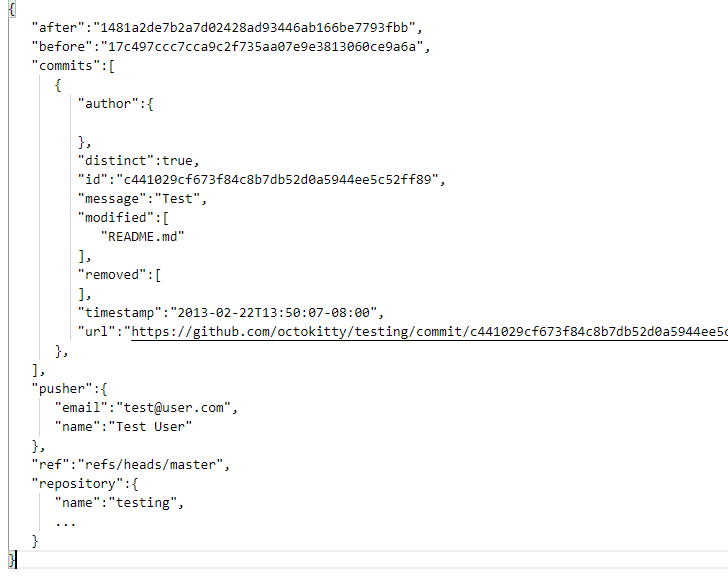 {
"after":"1481a2de7b2a7d02428ad93446ab166be7793fbb",
"before":"17c497ccc7cca9c2f735aa07e9e3813060ce9a6a",
"commits":[
{
"author":{
},
"distinct":true,
"id":"c441029cf673f84c8b7db52d0a5944ee5c52ff89",
"message":"Test",
"modified":[
"README.md"
],
"removed":[
],
"timestamp":"2013-02-22T13:50:07-08:00",
"url":"https://github.com/octokitty/testing/commit/c441029cf673f84c8b7db52d0a5944ee5c
},
],
"pusher":{
"email":"test@user.com",
"name":"Test User"
},
"ref":"refs/heads/master",
"repository":{
"name":"testing",
...
}
}